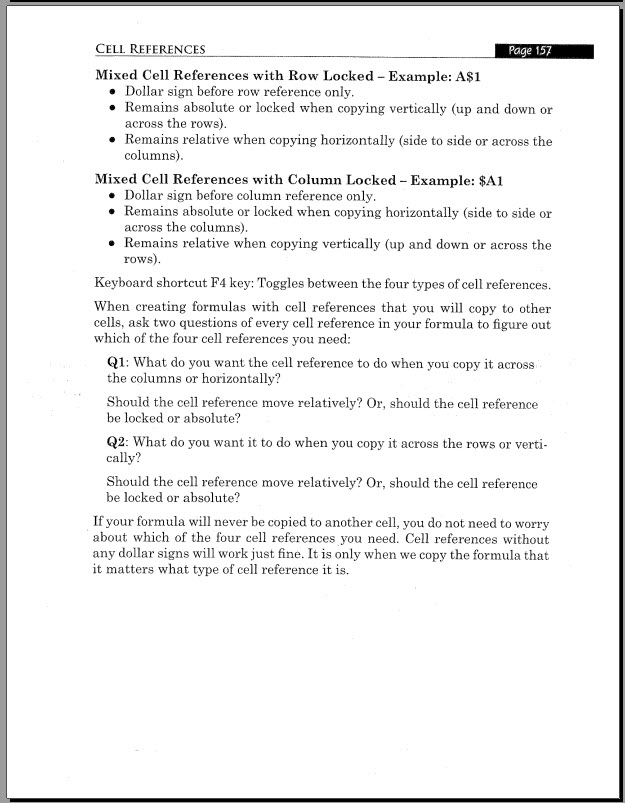 CELL REFERENCES
Page 157
Mixed Cell References with Row Locked – Example: A$1
• Dollar sign before row reference only.
• Remains absolute or locked when copying vertically (up and down or
across the rows).
• Remains relative when copying horizontally (side to side or across the
columns).
Mixed Cell References with Column Locked – Example: $A1
• Dollar sign before column reference only.
• Remains absolute or locked when copying horizontally (side to side or
across the columns).
• Remains relative when copying vertically (up and down or across the
rows).
Keyboard shortcut F4 key: Toggles between the four types of cell references.
When creating formulas with cell references that you will copy to other
cells, ask two questions of every cell reference in your formula to figure out
which of the four cell references you need:
Q1: What do you want the cell reference to do when you copy it across
the columns or horizontally?
Should the cell reference move relatively? Or, should the cell reference
be locked or absolute?
Q2: What do you want it to do when you copy it across the rows or verti-
cally?
Should the cell reference move relatively? Or, should the cell reference
be locked or absolute?
If your formula will never be copied to another cell, you do not need to worry
about which of the four cell references you need. Cell references without
any dollar signs will work just fine. It is only when we copy the formula that
it matters what type of cell reference it is.